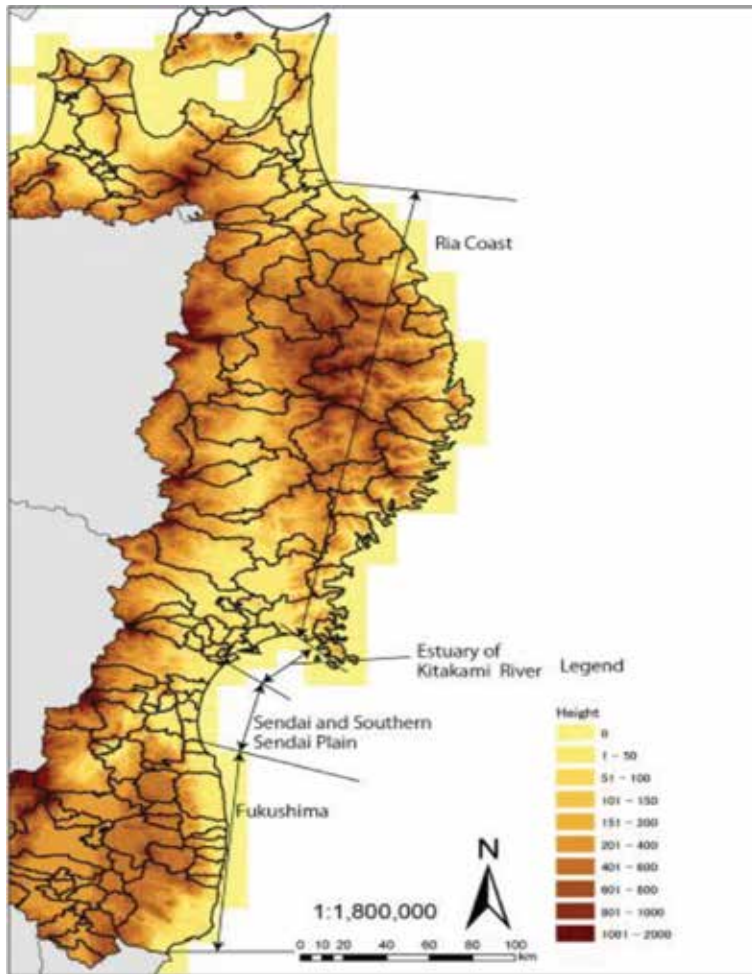 Ria Coast
Estuary of
Kitakami River
Sendai and Southern
Sendai Plain
Fukushima
Legend
Height
0
1 - 50
51 - 100
101 - 150
151 - 200
201 - 400
401 - 600
601 - 800
801 - 1000
1001 - 2000
N
1:1,800,000
0 10 20 40 60 80 100
km